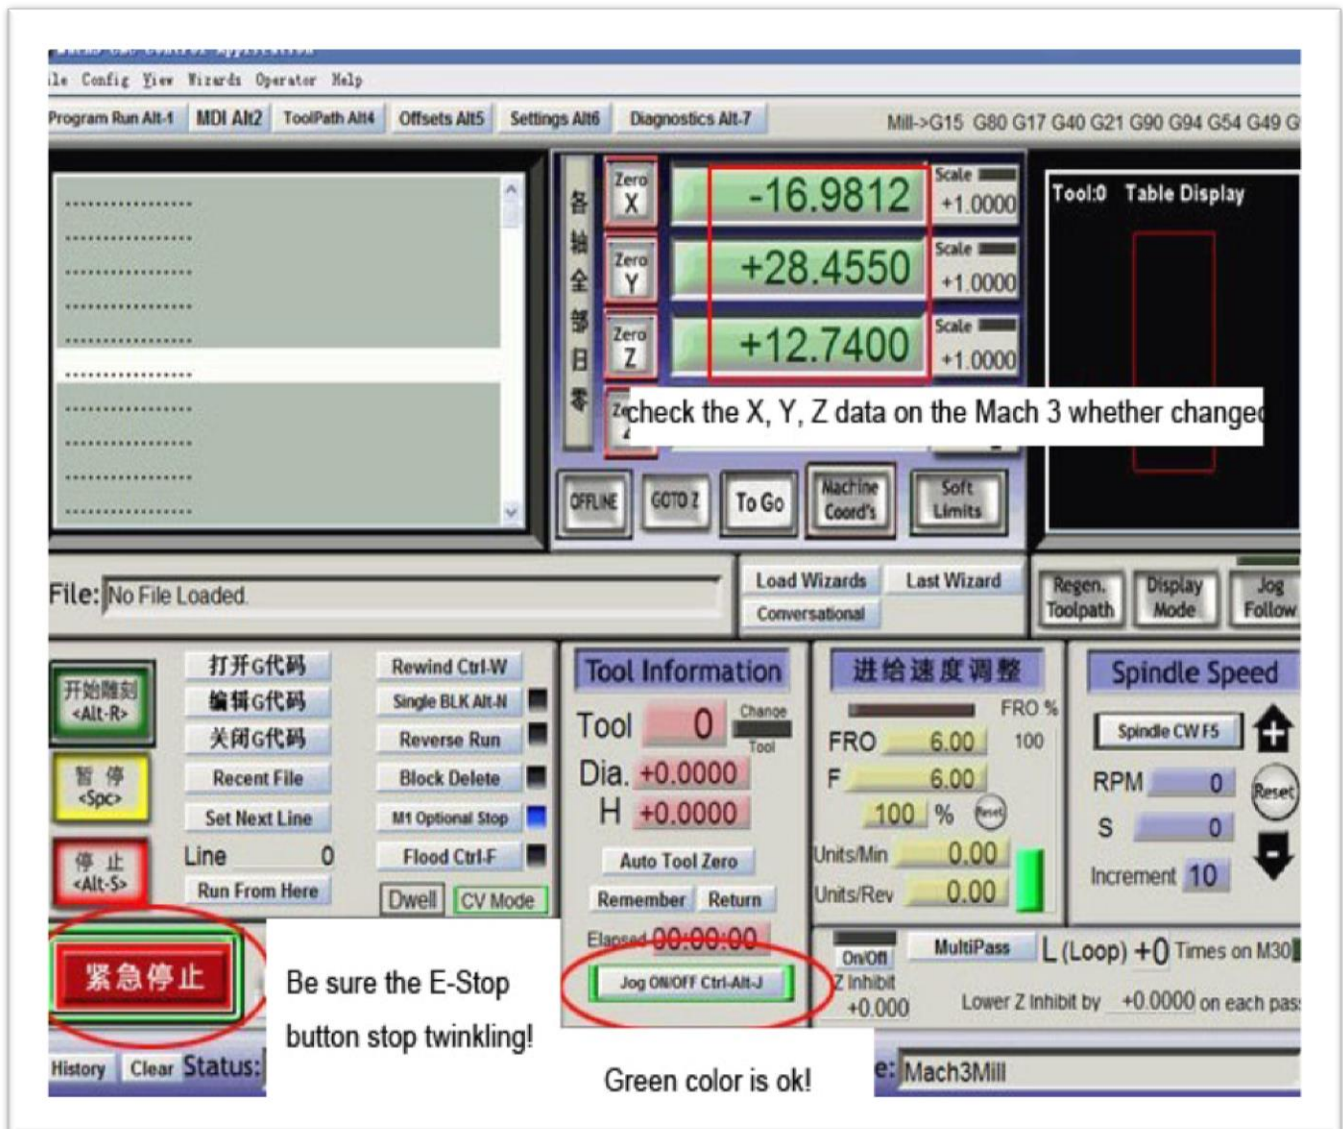 Mach3 CNC Control Application
ile Config View Wizards Operator Help
Program Run Alt-1 MDI Alt2 ToolPath Alt4 Offsets Alt5 Settings Alt6 Diagnostics Alt-7 Mill->G15 G80 G17 G40 G21 G90 G94 G54 G49 G
各轴全部归零
Zero X -16.9812 Scale +1.0000
Zero Y +28.4550 Scale +1.0000
Zero Z +12.7400 Scale +1.0000
Tool:0 Table Display
check the X, Y, Z data on the Mach 3 whether changed
OFFLINE GOTO Z To Go Machine Coord's Soft Limits
File: No File Loaded.
Load Wizards Last Wizard
Conversational
Regen. Toolpath Display Mode Jog Follow
开始雕刻 <Alt-R>
暂 停 <Spc>
停 止 <Alt-S>
打开G代码
编辑G代码
关闭G代码
Recent File
Set Next Line
Line 0
Run From Here
Rewind Ctrl-W
Single BLK Alt-N
Reverse Run
Block Delete
M1 Optional Stop
Flood Ctrl-F
Dwell CV Mode
Tool Information
Tool 0 Change Tool
Dia. +0.0000
H +0.0000
Auto Tool Zero
Remember Return
Elapsed 00:00:00
Jog ON/OFF Ctrl-Alt-J
进给速度调整
FRO %
FRO 6.00 100
F 6.00
100 % Reset
Units/Min 0.00
Units/Rev 0.00
Spindle Speed
Spindle CW F5
RPM 0 Reset
S 0
Increment 10
紧急停止
Be sure the E-Stop
button stop twinkling!
Green color is ok!
On/Off MultiPass L (Loop) +0 Times on M30
Z Inhibit
+0.000 Lower Z Inhibit by +0.0000 on each pas
History Clear Status:
e: Mach3Mill